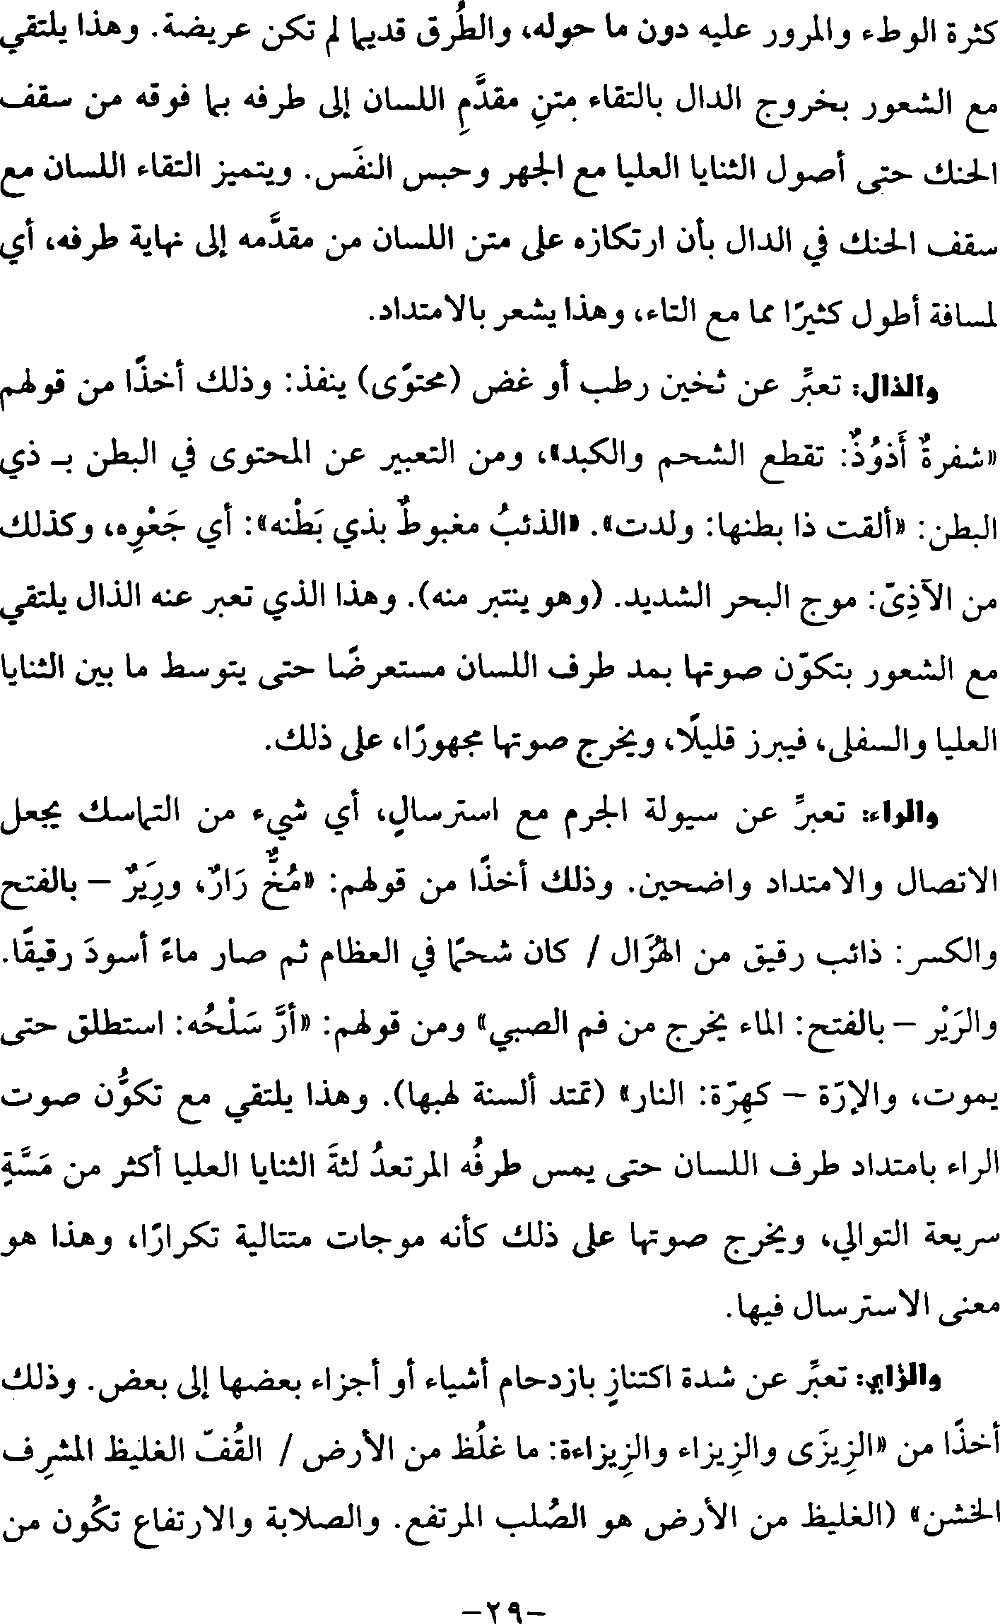 كثرة الوطء والمرور عليه دون ما حوله، والطُرق قديما لم تكن عريضة. وهذا يلتقي
مع الشعور بخروج الدال بالتقاء متنِ مقدَّمِ اللسان إلى طرفه بما فوقه من سقف
الحنك حتى أصول الثنايا العليا مع الجهر وحبس النفَس. ويتميز التقاء اللسان مع
سقف الحنك في الدال بأن ارتكازه على متن اللسان من مقدَّمه إلى نهاية طرفه، أي
لمسافة أطول كثيرًا مما مع التاء، وهذا يشعر بالامتداد.
والذال: تعبِّر عن ثخين رطب أو غض (محتوًى) ينفذ: وذلك أخذًا من قولهم
«شفرةٌ أَذوُذٌ: تقطع الشحم والكبد»، ومن التعبير عن المحتوى في البطن بـ ذي
البطن: «ألقت ذا بطنها: ولدت». «الذئبُ مغبوطٌ بذي بَطْنه»: أي جَعْوِه، وكذلك
من الآذِىّ: موج البحر الشديد. (وهو ينتبر منه). وهذا الذي تعبر عنه الذال يلتقي
مع الشعور بتكوّن صوتها بمد طرف اللسان مستعرضًا حتى يتوسط ما بين الثنايا
العليا والسفلى، فيبرز قليلًا، ويخرج صوتها مجهورًا، على ذلك.
والراء: تعبِّر عن سيولة الجرم مع استرسالٍ، أي شيء من التماسك يجعل
الاتصال والامتداد واضحين. وذلك أخذًا من قولهم: «مُخٌّ رَارٌ، ورِيَرٌ – بالفتح
والكسر: ذائب رقيق من الهُزَال / كان شحمًا في العظام ثم صار ماءً أسودَ رقيقًا.
والرَيْر – بالفتح: الماء يخرج من فم الصبي» ومن قولهم: «أرَّ سَلْحُه: استطلق حتى
يموت، والإرّة – كهِرّة: النار» (تمتد ألسنة لهبها). وهذا يلتقي مع تكوُّن صوت
الراء بامتداد طرف اللسان حتى يمس طرفُه المرتعدُ لثةَ الثنايا العليا أكثر من مَسَّةٍ
سريعة التوالي، ويخرج صوتها على ذلك كأنه موجات متتالية تكرارًا، وهذا هو
معنى الاسترسال فيها.
والزاي: تعبِّر عن شدة اكتنازٍ بازدحام أشياء أو أجزاء بعضها إلى بعض. وذلك
أخذًا من «الزِيزَى والزِيزاء والزِيزاءة: ما غلُظ من الأرض / القُفّ الغليظ المشرِف
الخشن» (الغليظ من الأرض هو الصُلب المرتفع. والصلابة والارتفاع تكُون من
-٢٩-